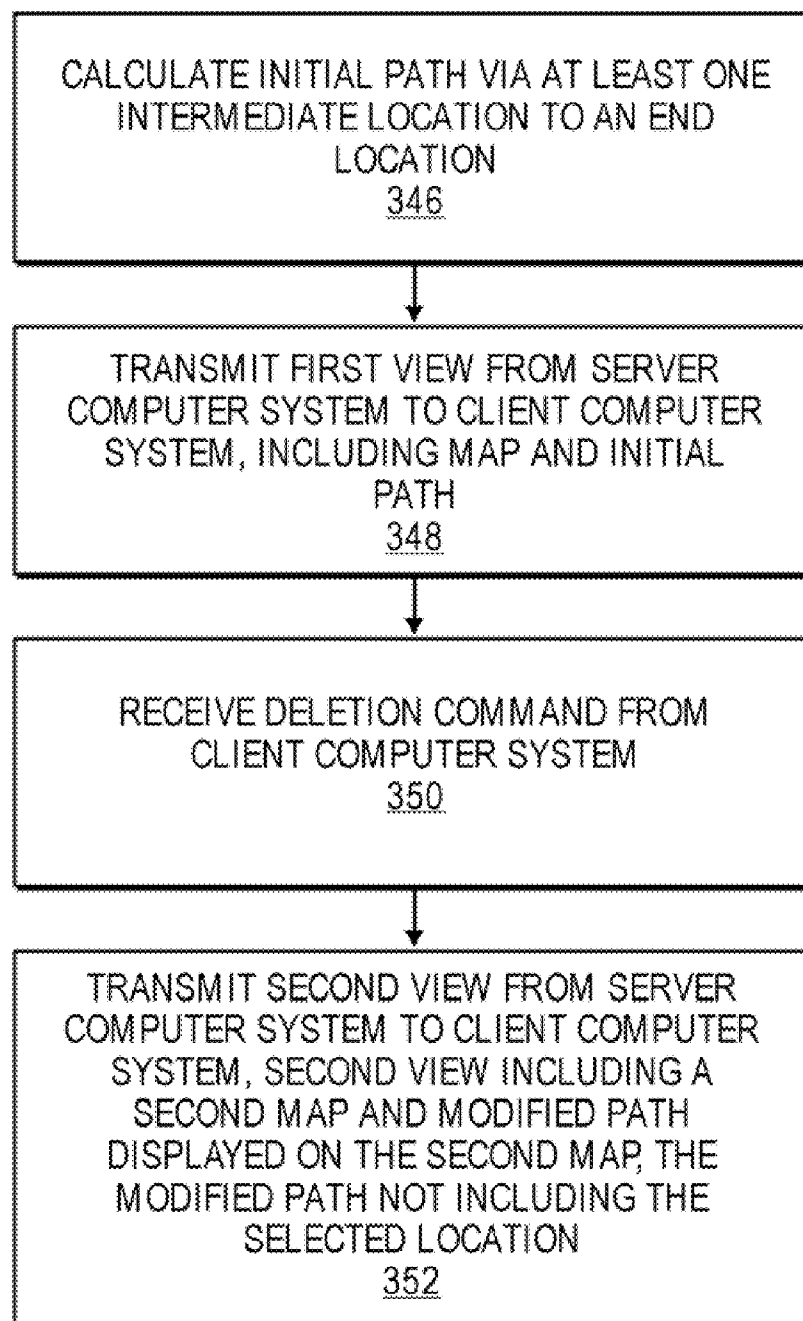 CALCULATE INITIAL PATH VIA AT LEAST ONE
INTERMEDIATE LOCATION TO AN END
LOCATION
346
TRANSMIT FIRST VIEW FROM SERVER
COMPUTER SYSTEM TO CLIENT COMPUTER
SYSTEM, INCLUDING MAP AND INITIAL
PATH
348
RECEIVE DELETION COMMAND FROM
CLIENT COMPUTER SYSTEM
350
TRANSMIT SECOND VIEW FROM SERVER
COMPUTER SYSTEM TO CLIENT COMPUTER
SYSTEM, SECOND VIEW INCLUDING A
SECOND MAP AND MODIFIED PATH
DISPLAYED ON THE SECOND MAP, THE
MODIFIED PATH NOT INCLUDING THE
SELECTED LOCATION
352